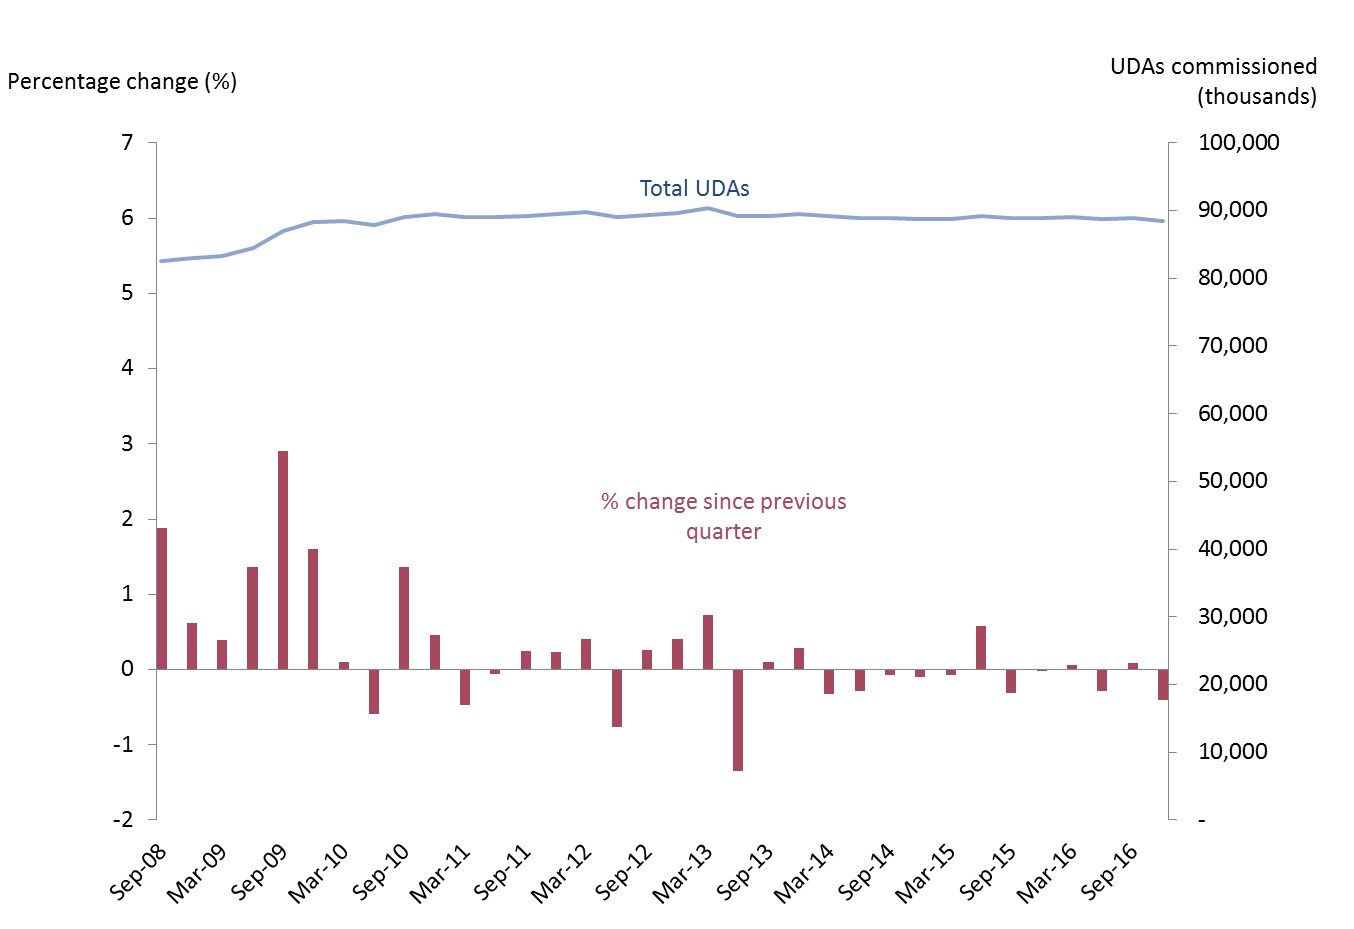 Percentage change (%)
UDAs commissioned
(thousands)
7
6
5
4
3
2
1
0
-1
-2
Total UDAs
% change since previous
quarter
100,000
90,000
80,000
70,000
60,000
50,000
40,000
30,000
20,000
10,000
-
Sep-08
Mar-09
Sep-09
Mar-10
Sep-10
Mar-11
Sep-11
Mar-12
Sep-12
Mar-13
Sep-13
Mar-14
Sep-14
Mar-15
Sep-15
Mar-16
Sep-16